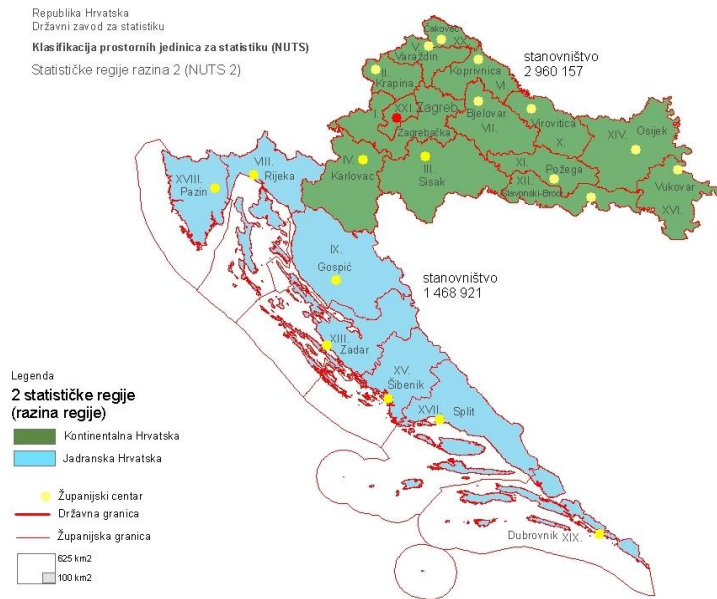 Republika Hrvatska
Državni zavod za statistiku
Klasifikacija prostornih jedinica za statistiku (NUTS)
Statističke regije razina 2 (NUTS 2)
stanovništvo
2 960 157
Čakovec
XX.
V.
Varaždin
Koprivnica
VI.
II.
Krapina
I.
XXI. Zagreb
Zagrebačka
Bjelovar
VII.
Virovitica
X.
XIV.
Osijek
XI.
Požega
XII.
Slavonski-Brod
Vukovar
XVI.
IV.
Karlovac
III.
Sisak
VIII.
Rijeka
XVIII.
Pazin
IX.
Gospić
stanovništvo
1 468 921
XIII.
Zadar
XV.
Šibenik
XVII.
Split
Dubrovnik XIX.
Legenda
2 statističke regije
(razina regije)
Kontinentalna Hrvatska
Jadranska Hrvatska
Županijski centar
Državna granica
Županijska granica
625 km2
100 km2